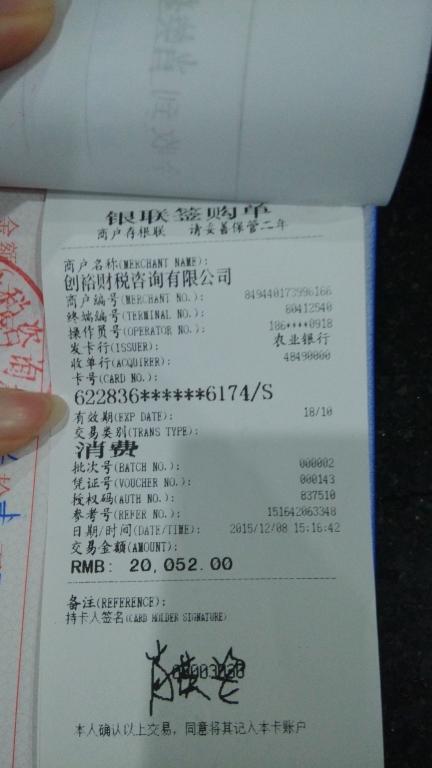 银联签购单
商户存根联 请妥善保管二年
商户名称(MERCHANT NAME):
创裕财税咨询有限公司
商户编号(MERCHANT NO.): 849440173996166
终端编号(TERMINAL NO.): 60412540
操作员号(OPERATOR NO.): 186****0918
发卡行(ISSUER): 农业银行
收单行(ACQUIRER): 48490000
卡号(CARD NO.):
622836******6174/S
有效期(EXP DATE): 18/10
交易类别(TRANS TYPE):
消费
批次号(BATCH NO.): 000002
凭证号(VOUCHER NO.): 000143
授权码(AUTH NO.): 837510
参考号(REFER NO.): 151642063348
日期/时间(DATE/TIME): 2015/12/08 15:16:42
交易金额(AMOUNT):
RMB: 20,052.00
备注(REFERENCE):
持卡人签名(CARD HOLDER SIGNATURE)
本人确认以上交易，同意将其记入本卡账户